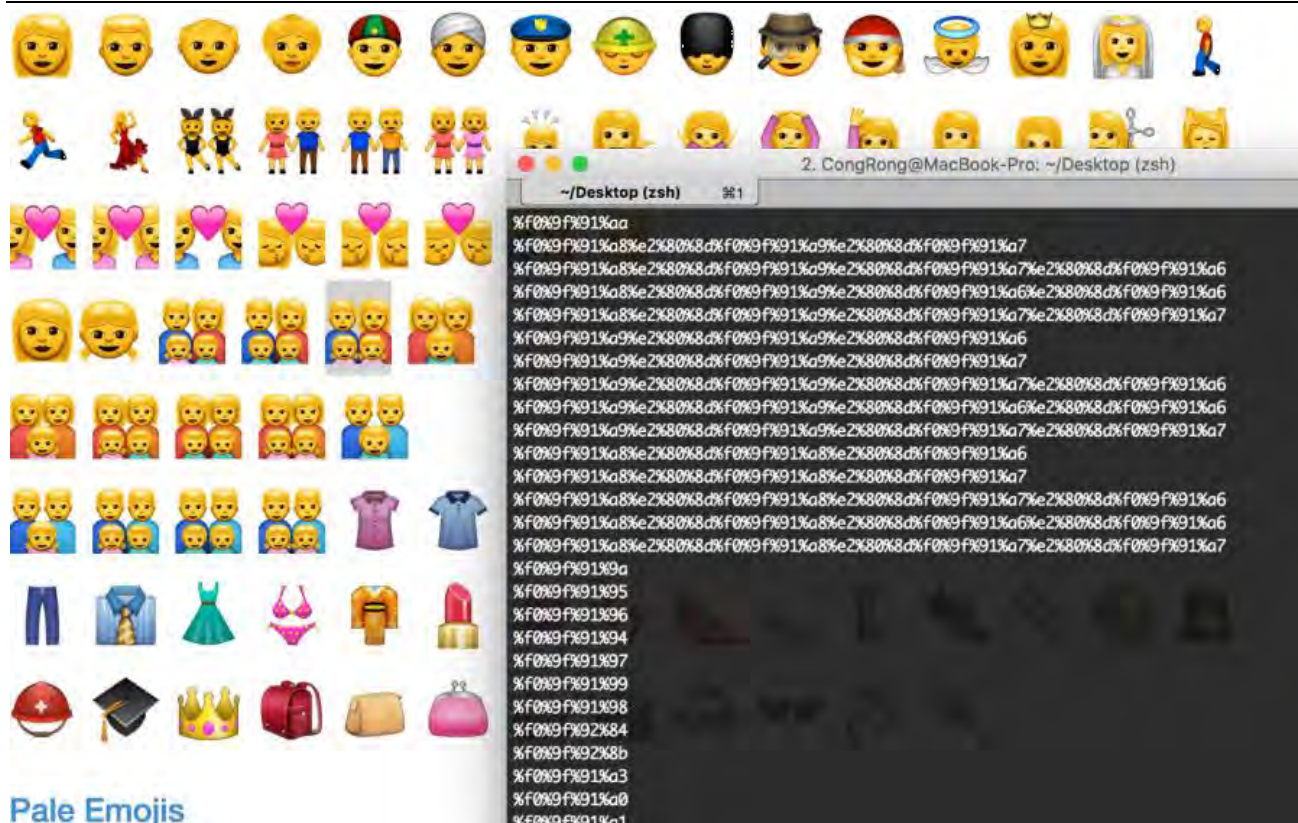 2. CongRong@MacBook-Pro: ~/Desktop (zsh)
~/Desktop (zsh) ⌘1
%f0%9f%91%aa
%f0%9f%91%a8%e2%80%8d%f0%9f%91%a9%e2%80%8d%f0%9f%91%a7
%f0%9f%91%a8%e2%80%8d%f0%9f%91%a9%e2%80%8d%f0%9f%91%a7%e2%80%8d%f0%9f%91%a6
%f0%9f%91%a8%e2%80%8d%f0%9f%91%a9%e2%80%8d%f0%9f%91%a6%e2%80%8d%f0%9f%91%a6
%f0%9f%91%a8%e2%80%8d%f0%9f%91%a9%e2%80%8d%f0%9f%91%a7%e2%80%8d%f0%9f%91%a7
%f0%9f%91%a9%e2%80%8d%f0%9f%91%a9%e2%80%8d%f0%9f%91%a6
%f0%9f%91%a9%e2%80%8d%f0%9f%91%a9%e2%80%8d%f0%9f%91%a7
%f0%9f%91%a9%e2%80%8d%f0%9f%91%a9%e2%80%8d%f0%9f%91%a7%e2%80%8d%f0%9f%91%a6
%f0%9f%91%a9%e2%80%8d%f0%9f%91%a9%e2%80%8d%f0%9f%91%a6%e2%80%8d%f0%9f%91%a6
%f0%9f%91%a9%e2%80%8d%f0%9f%91%a9%e2%80%8d%f0%9f%91%a7%e2%80%8d%f0%9f%91%a7
%f0%9f%91%a8%e2%80%8d%f0%9f%91%a8%e2%80%8d%f0%9f%91%a6
%f0%9f%91%a8%e2%80%8d%f0%9f%91%a8%e2%80%8d%f0%9f%91%a7
%f0%9f%91%a8%e2%80%8d%f0%9f%91%a8%e2%80%8d%f0%9f%91%a7%e2%80%8d%f0%9f%91%a6
%f0%9f%91%a8%e2%80%8d%f0%9f%91%a8%e2%80%8d%f0%9f%91%a6%e2%80%8d%f0%9f%91%a6
%f0%9f%91%a8%e2%80%8d%f0%9f%91%a8%e2%80%8d%f0%9f%91%a7%e2%80%8d%f0%9f%91%a7
%f0%9f%91%9a
%f0%9f%91%95
%f0%9f%91%96
%f0%9f%91%94
%f0%9f%91%97
%f0%9f%91%99
%f0%9f%91%98
%f0%9f%92%84
%f0%9f%92%8b
%f0%9f%91%a3
%f0%9f%91%a0
%f0%9f%91%a1
Pale Emojis